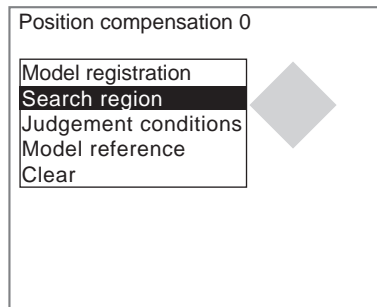 Position compensation 0
Model registration
Search region
Judgement conditions
Model reference
Clear